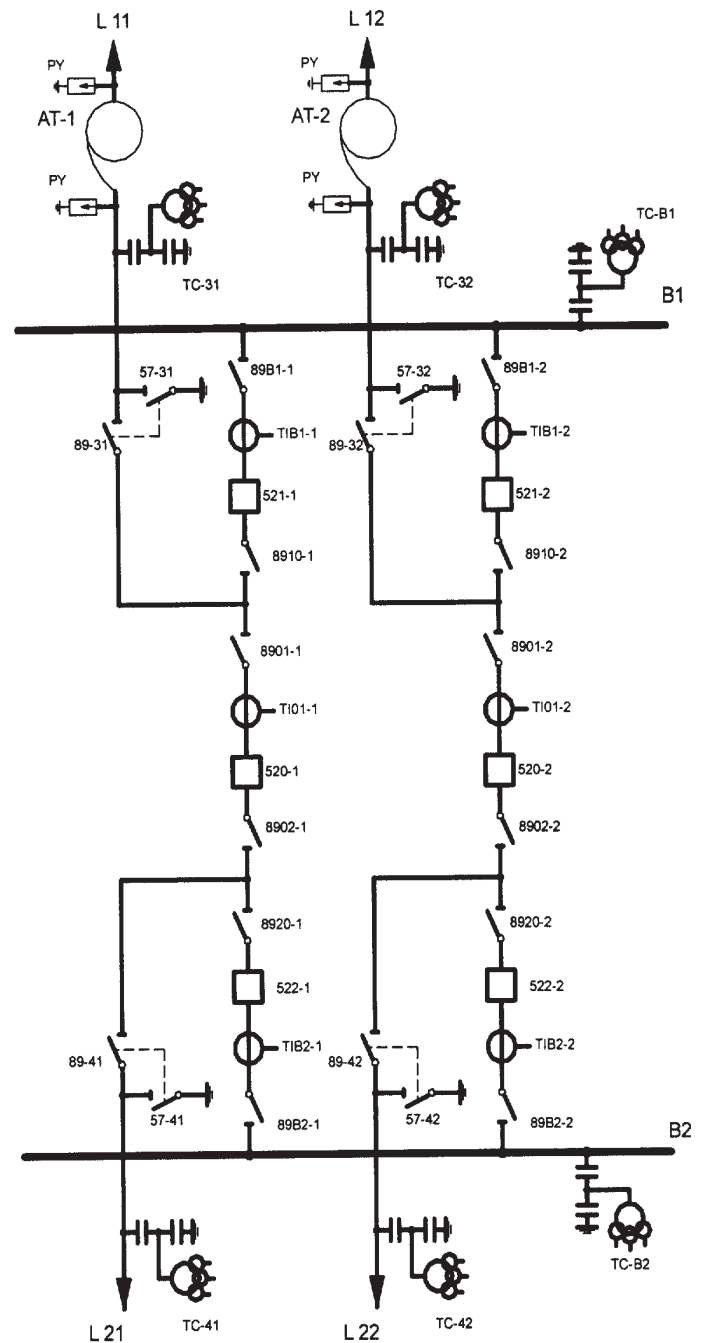 L 11
L 12
PY
PY
AT-1
AT-2
PY
PY
TC-B1
TC-31
TC-32
B1
57-31
89B1-1
57-32
89B1-2
89-31
TIB1-1
89-32
TIB1-2
521-1
521-2
8910-1
8910-2
8901-1
8901-2
TI01-1
TI01-2
520-1
520-2
8902-1
8902-2
8920-1
8920-2
522-1
522-2
89-41
TIB2-1
89-42
TIB2-2
57-41
89B2-1
57-42
89B2-2
B2
TC-B2
L 21
TC-41
L 22
TC-42